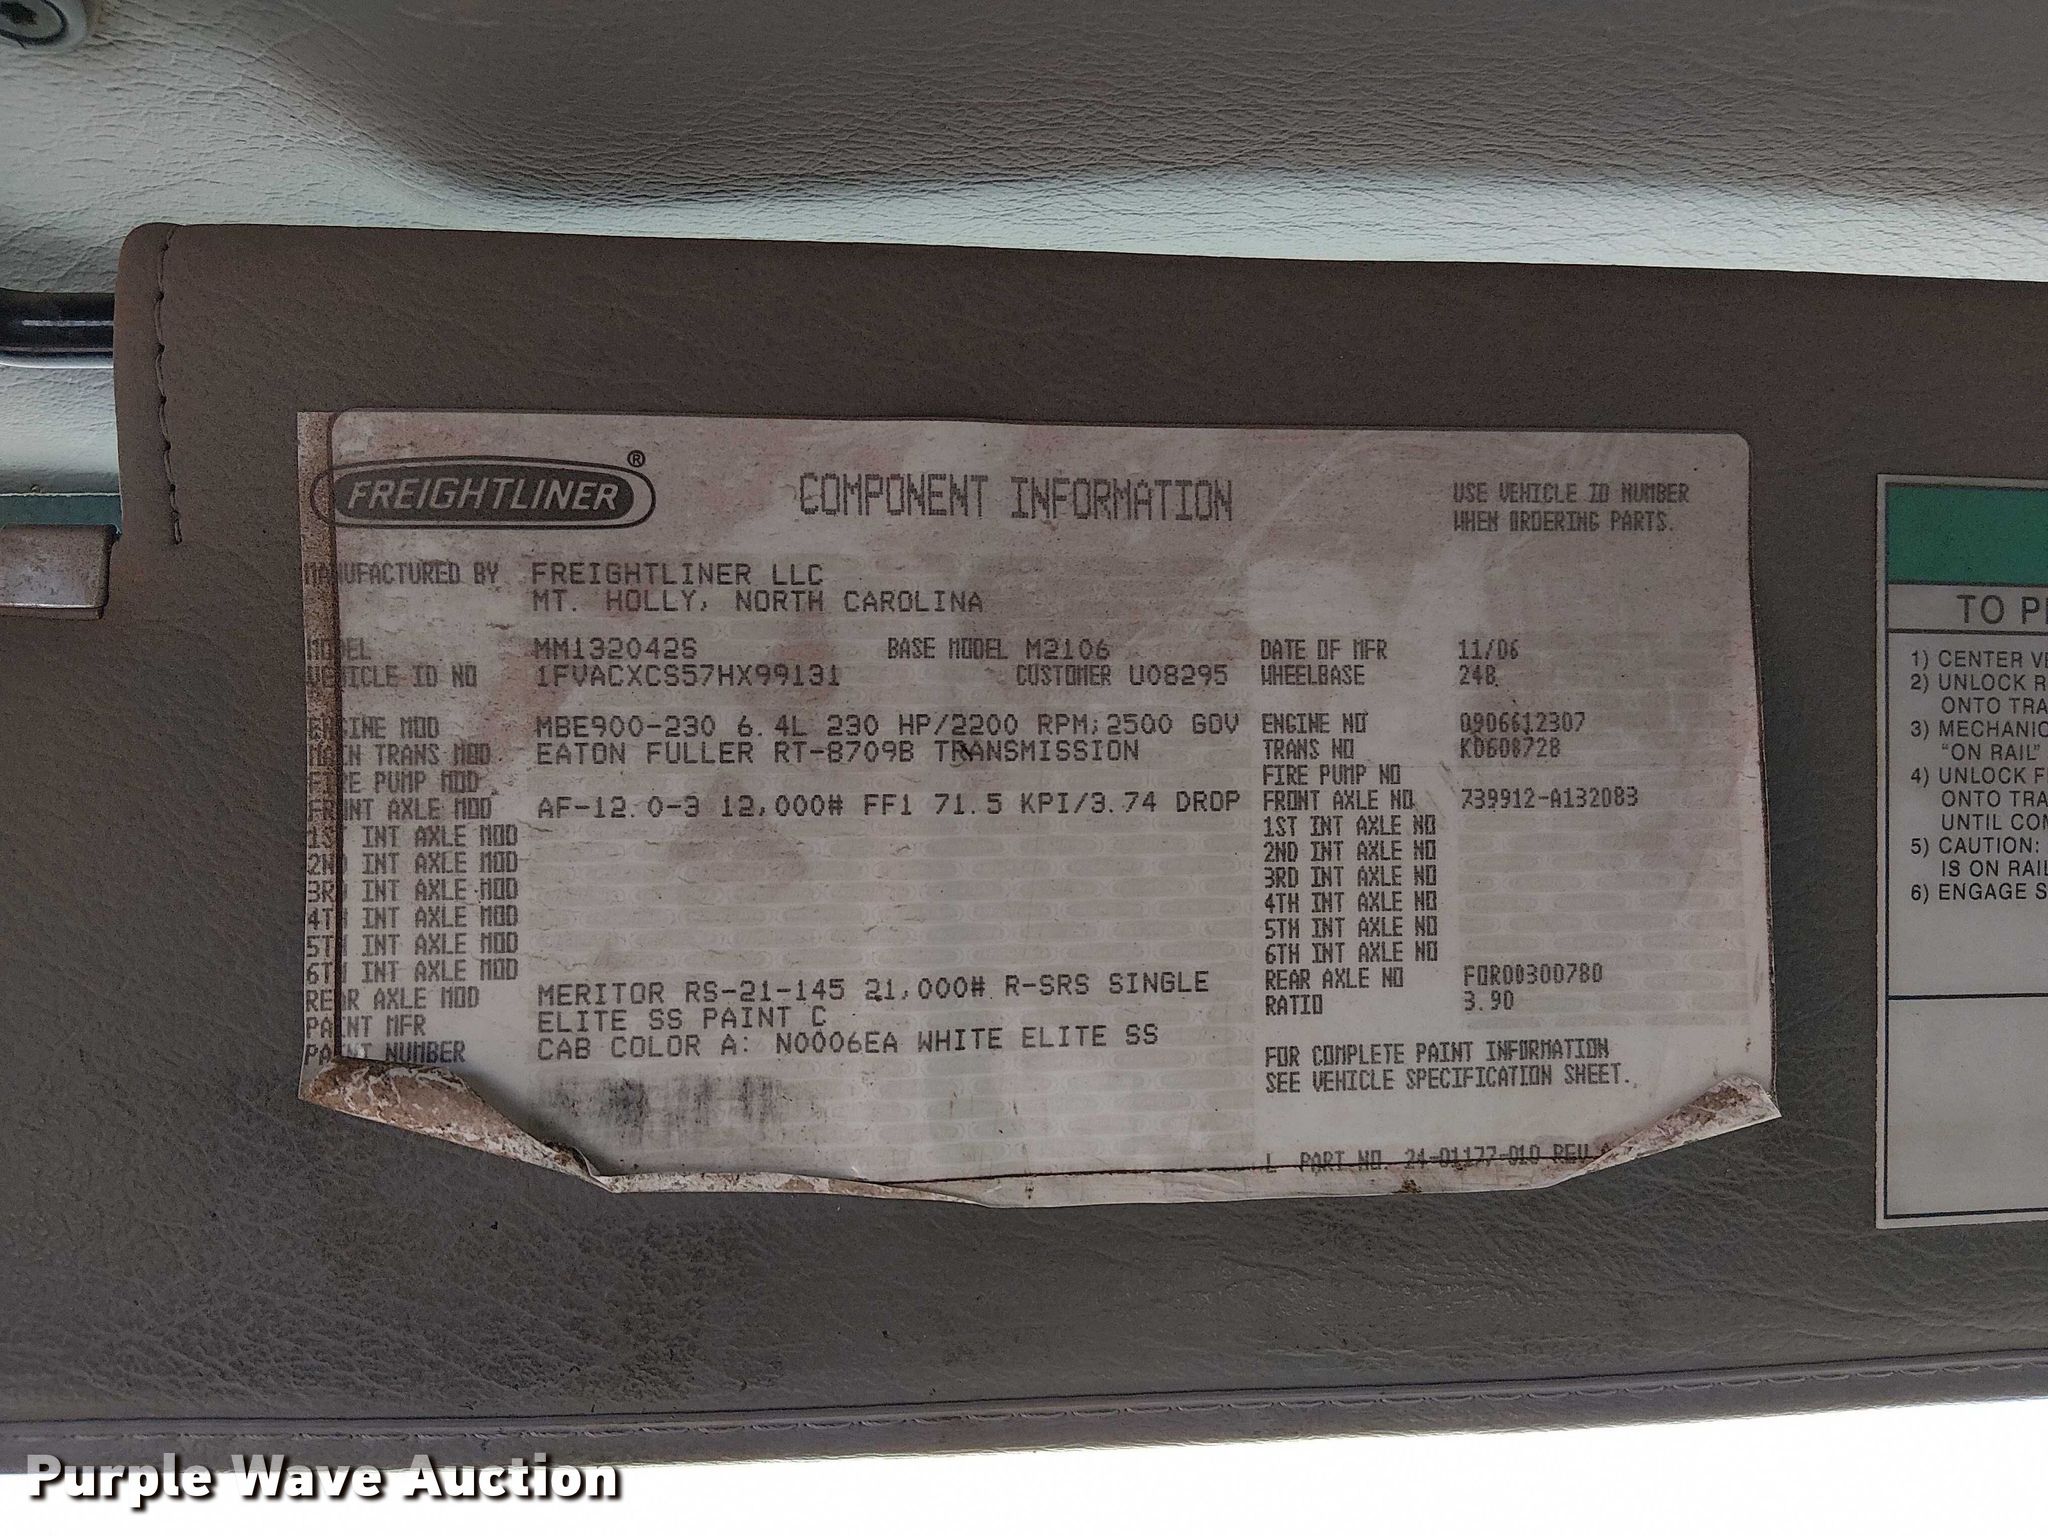 FREIGHTLINER ®
COMPONENT INFORMATION
USE VEHICLE ID NUMBER
WHEN ORDERING PARTS.
MANUFACTURED BY FREIGHTLINER LLC
MT. HOLLY, NORTH CAROLINA
MODEL MM132042S BASE MODEL M2106 DATE OF MFR 11/06
VEHICLE ID NO 1FVACXCS57HX99131 CUSTOMER U08295 WHEELBASE 248
ENGINE MOD MBE900-230 6.4L 230 HP/2200 RPM;2500 GOV ENGINE NO 0906612307
MAIN TRANS MOD EATON FULLER RT-8709B TRANSMISSION TRANS NO K0608728
FIRE PUMP MOD FIRE PUMP NO
FRONT AXLE MOD AF-12.0-3 12,000# FF1 71.5 KPI/3.74 DROP FRONT AXLE NO 739912-A132083
1ST INT AXLE MOD 1ST INT AXLE NO
2ND INT AXLE MOD 2ND INT AXLE NO
3RD INT AXLE MOD 3RD INT AXLE NO
4TH INT AXLE MOD 4TH INT AXLE NO
5TH INT AXLE MOD 5TH INT AXLE NO
6TH INT AXLE MOD 6TH INT AXLE NO
REAR AXLE MOD MERITOR RS-21-145 21,000# R-SRS SINGLE REAR AXLE NO FOR00300780
PAINT MFR ELITE SS PAINT C RATIO 3.90
PAINT NUMBER CAB COLOR A: N0006EA WHITE ELITE SS
FOR COMPLETE PAINT INFORMATION
SEE VEHICLE SPECIFICATION SHEET.
PART NO. 24-01177-010 REV
TO P
1) CENTER VE
2) UNLOCK R
ONTO TRA
3) MECHANIC
"ON RAIL"
4) UNLOCK F
ONTO TRA
UNTIL CON
5) CAUTION:
IS ON RAIL
6) ENGAGE S
Purple Wave Auction